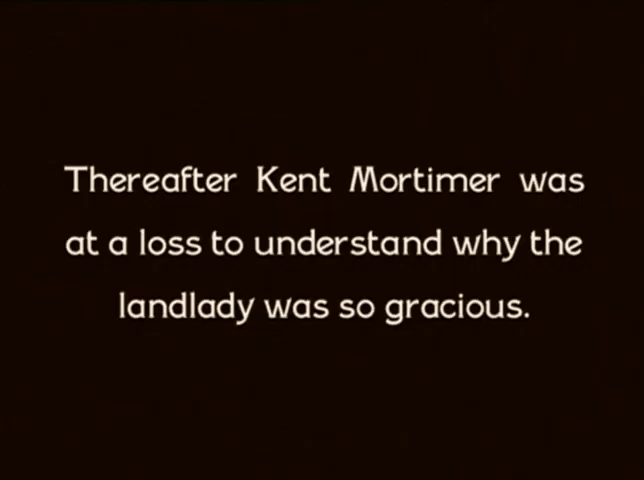 Thereafter Kent Mortimer was
at a loss to understand why the
landlady was so gracious.